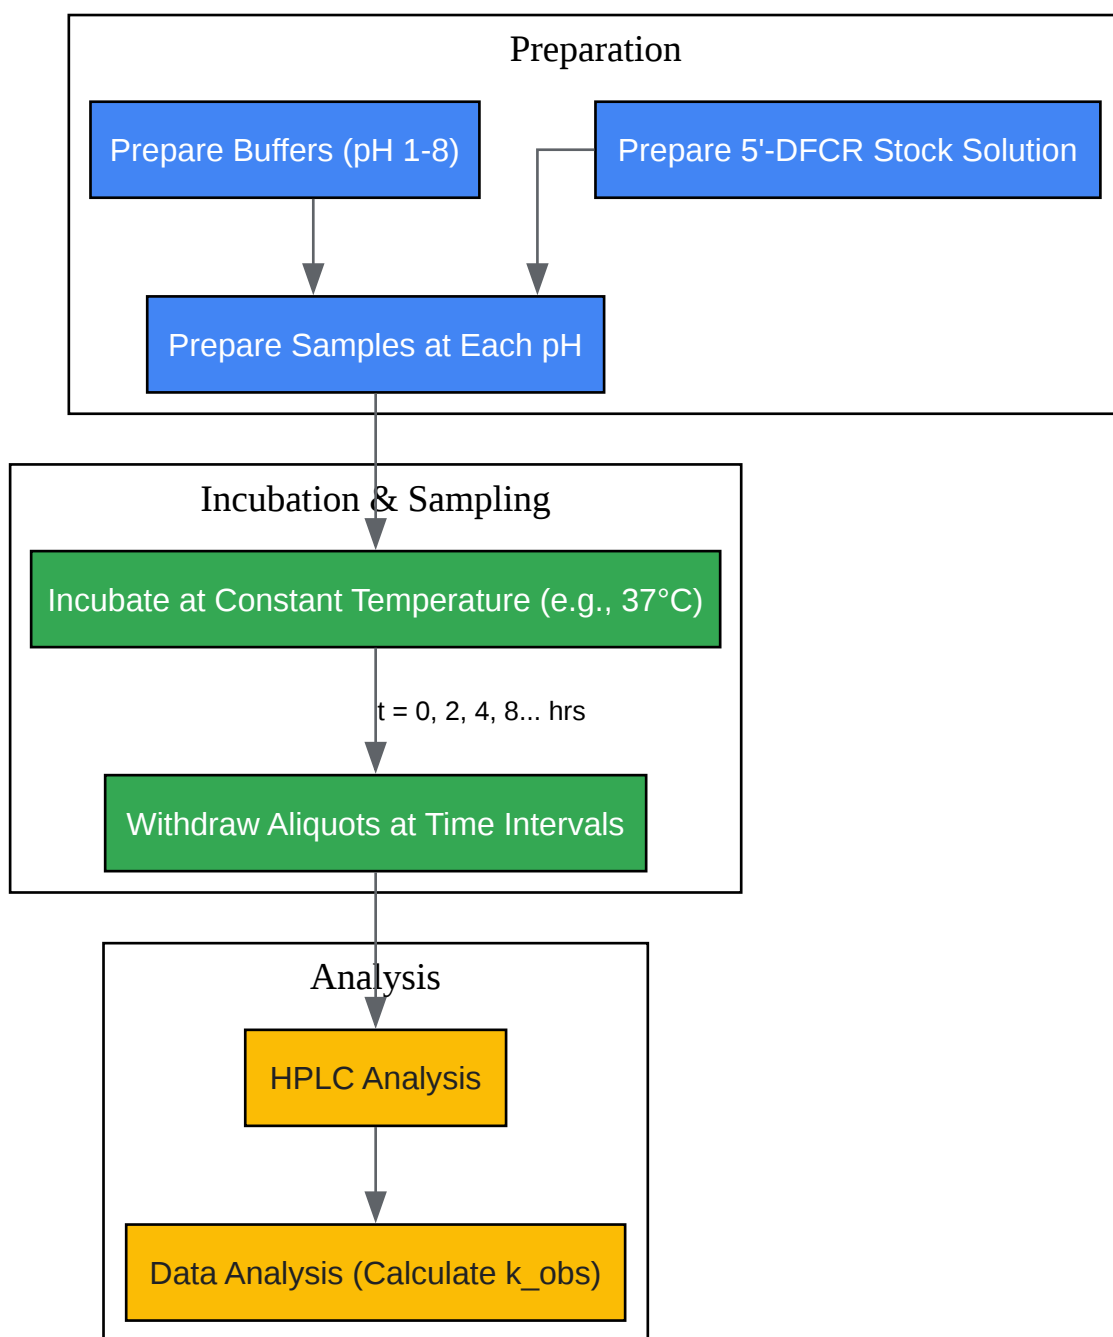 Preparation
Prepare Buffers (pH 1-8)
Prepare 5'-DFCR Stock Solution
Prepare Samples at Each pH
Incubation & Sampling
Incubate at Constant Temperature (e.g., 37°C)
t = 0, 2, 4, 8... hrs
Withdraw Aliquots at Time Intervals
Analysis
HPLC Analysis
Data Analysis (Calculate k_obs)